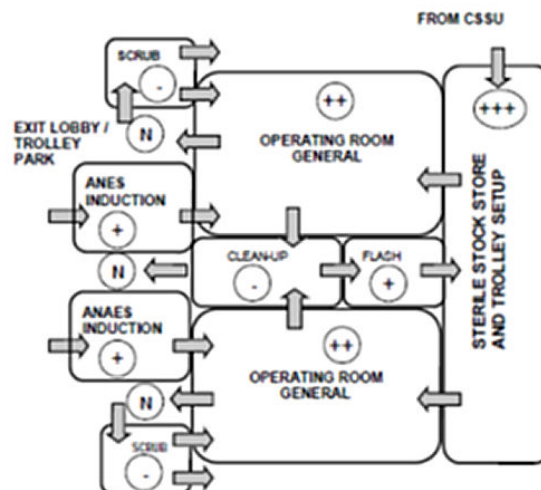 FROM CSSU
SCRUB
-
++
+++
EXIT LOBBY /
TROLLEY
PARK
N
OPERATING ROOM
GENERAL
ANES
INDUCTION
+
STERILE STOCK STORE
AND TROLLEY SETUP
N
CLEAN-UP
-
FLASH
+
ANAES
INDUCTION
+
++
OPERATING ROOM
GENERAL
N
SCRUB
-